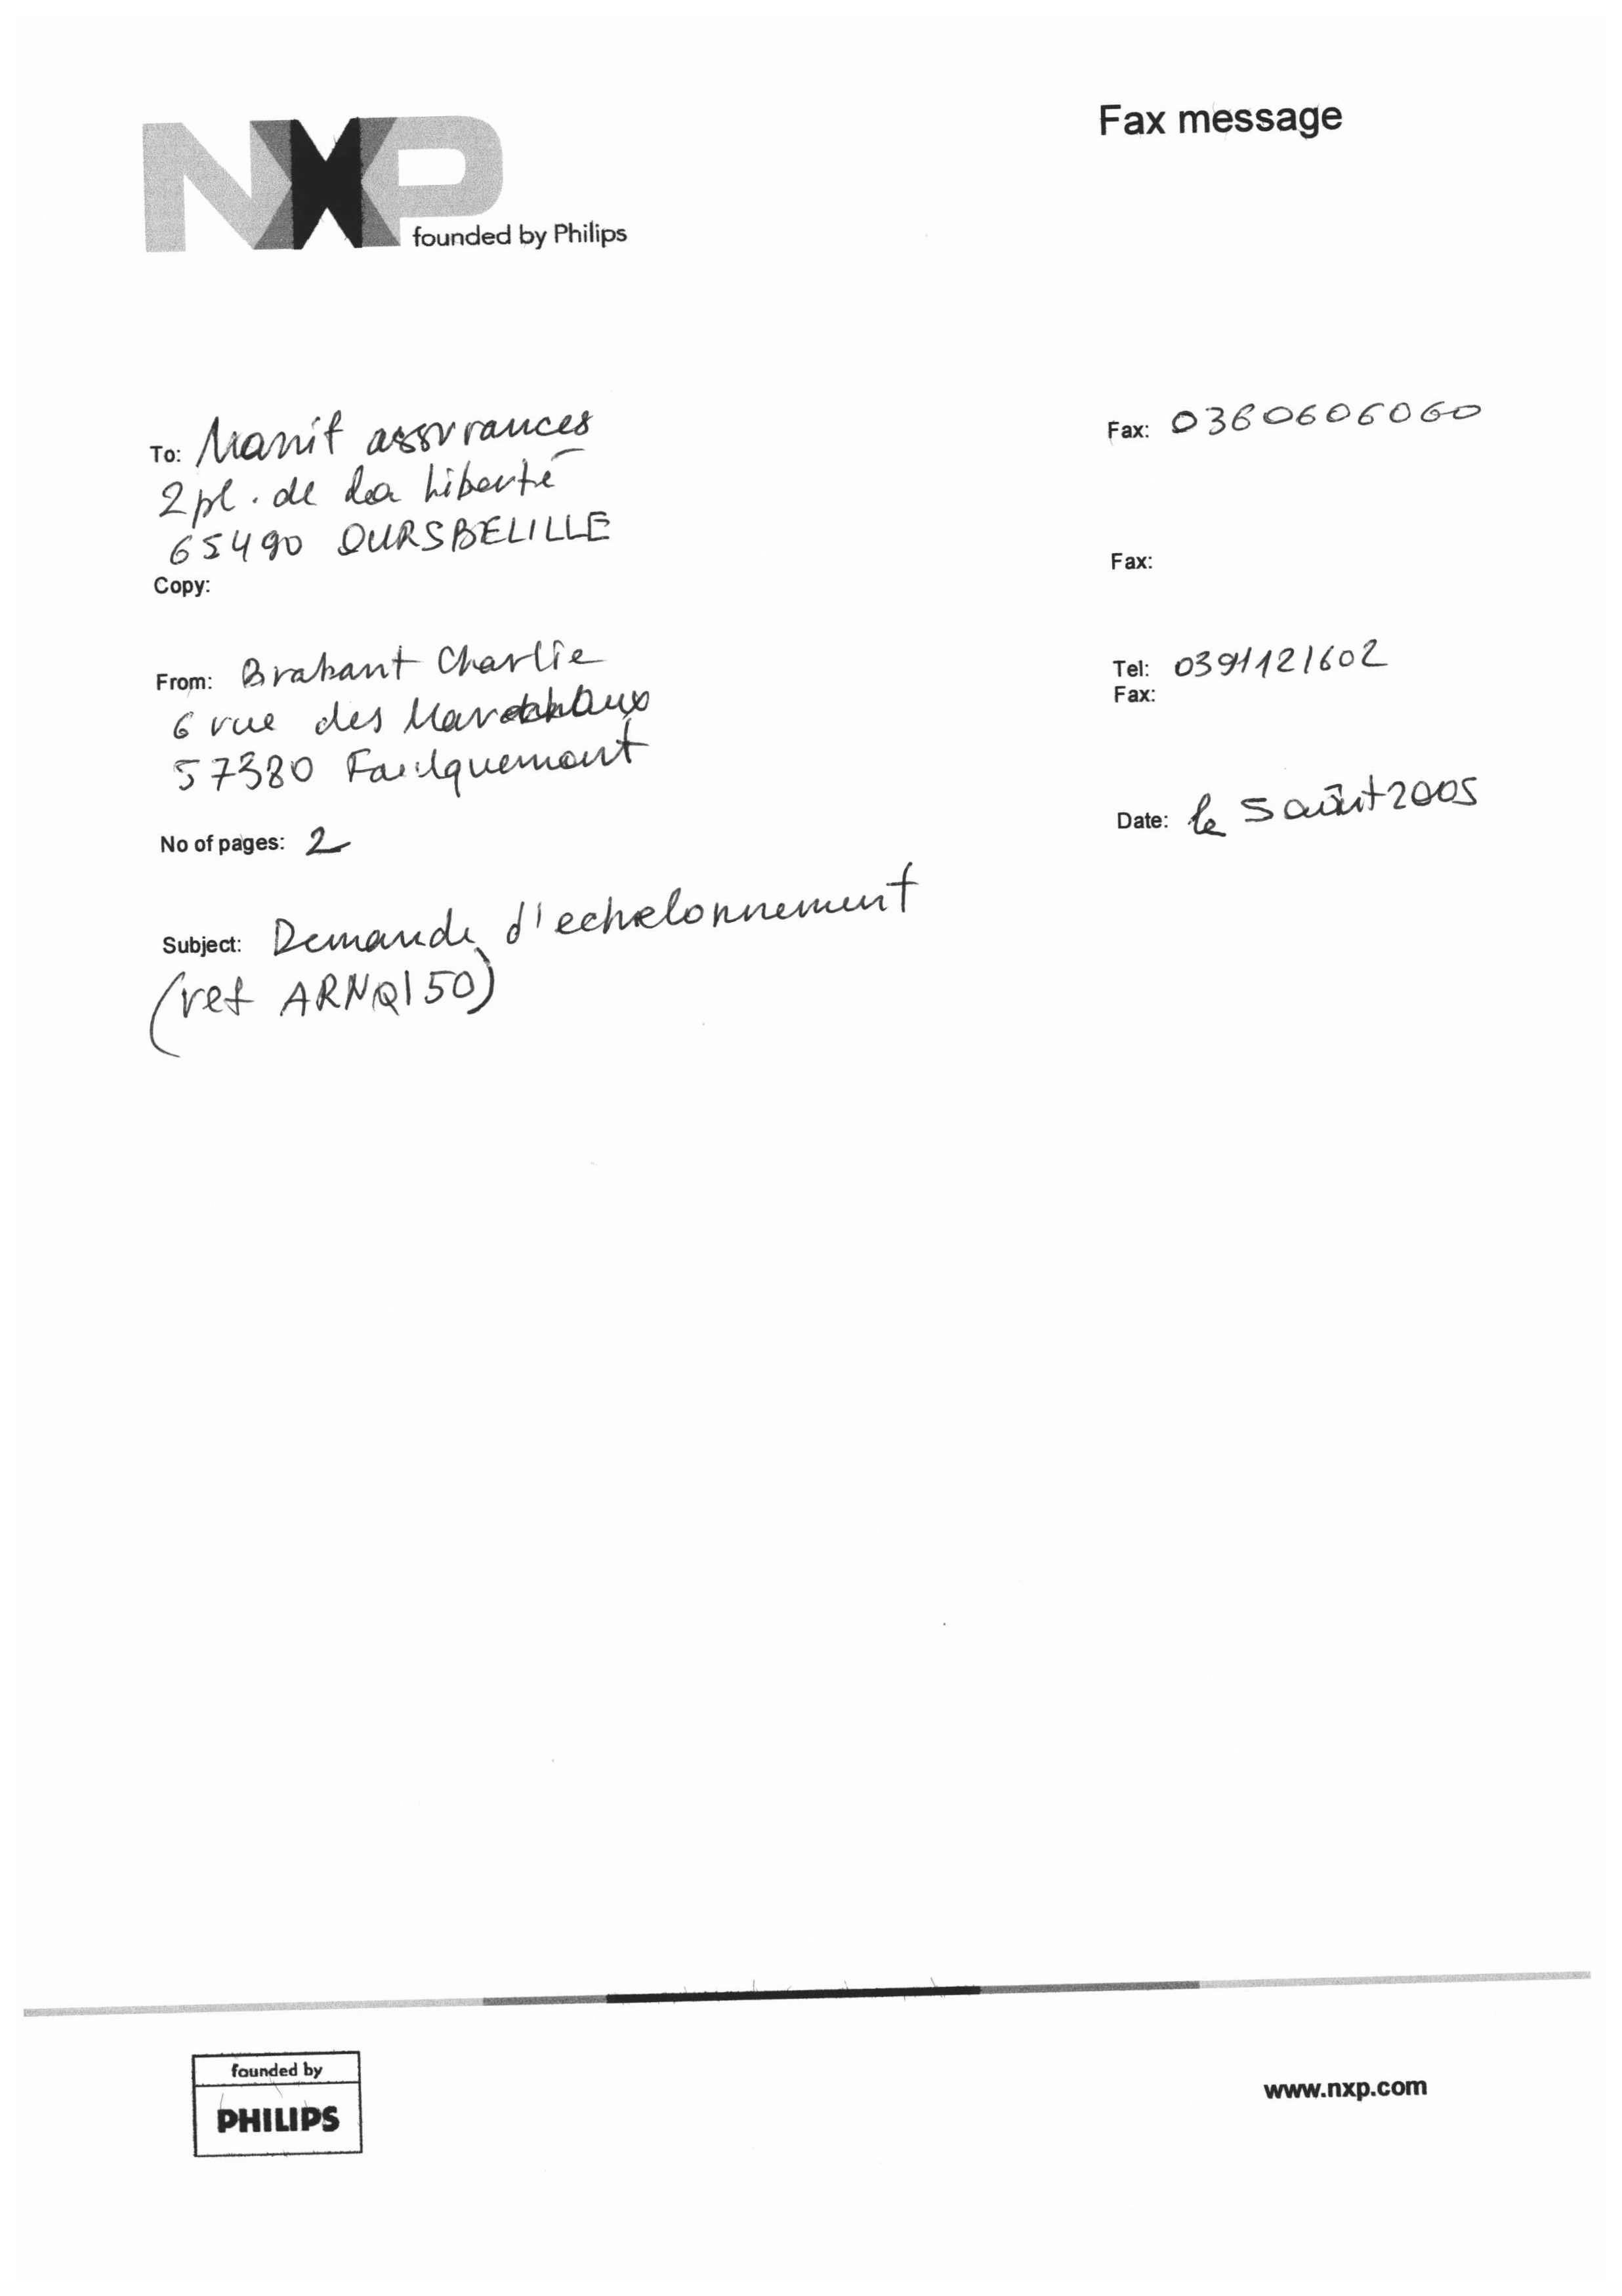 Fax message
NXP
founded by Philips
To: Manif assurances
2 pl. de la liberté
65490 OURSBELILLE
Fax: 0360606060
Copy:
Fax:
From: Brabant Charlie
6 rue des
57380 Faulquemont
Tel: 0391121602
Fax:
No of pages: 2
Date: le 5 août 2005
Subject: Demande d'echelonnement
(ref ARNQ150)
founded by
PHILIPS
www.nxp.com